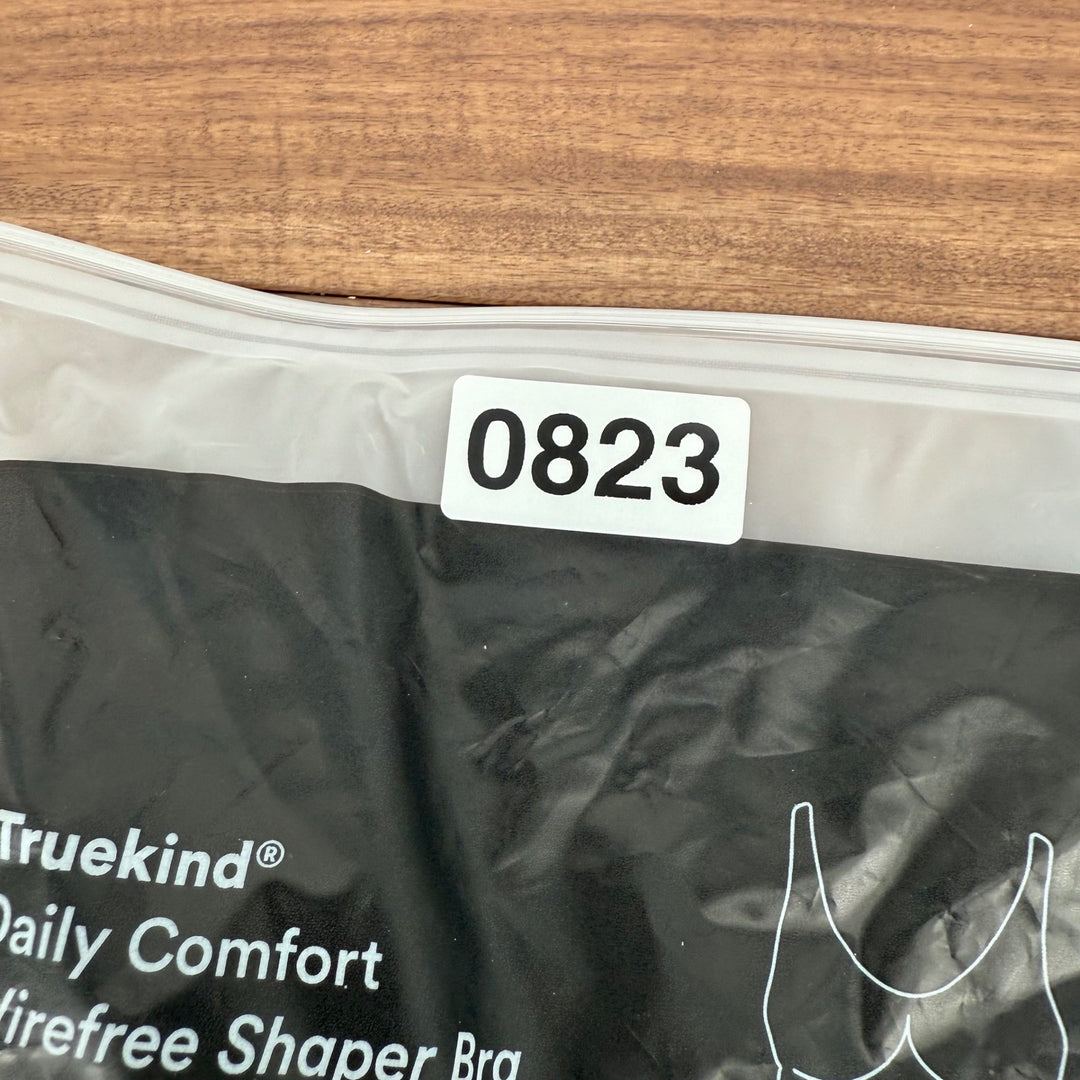 0823
Truekind®
Daily Comfort
Wirefree Shaper Bra